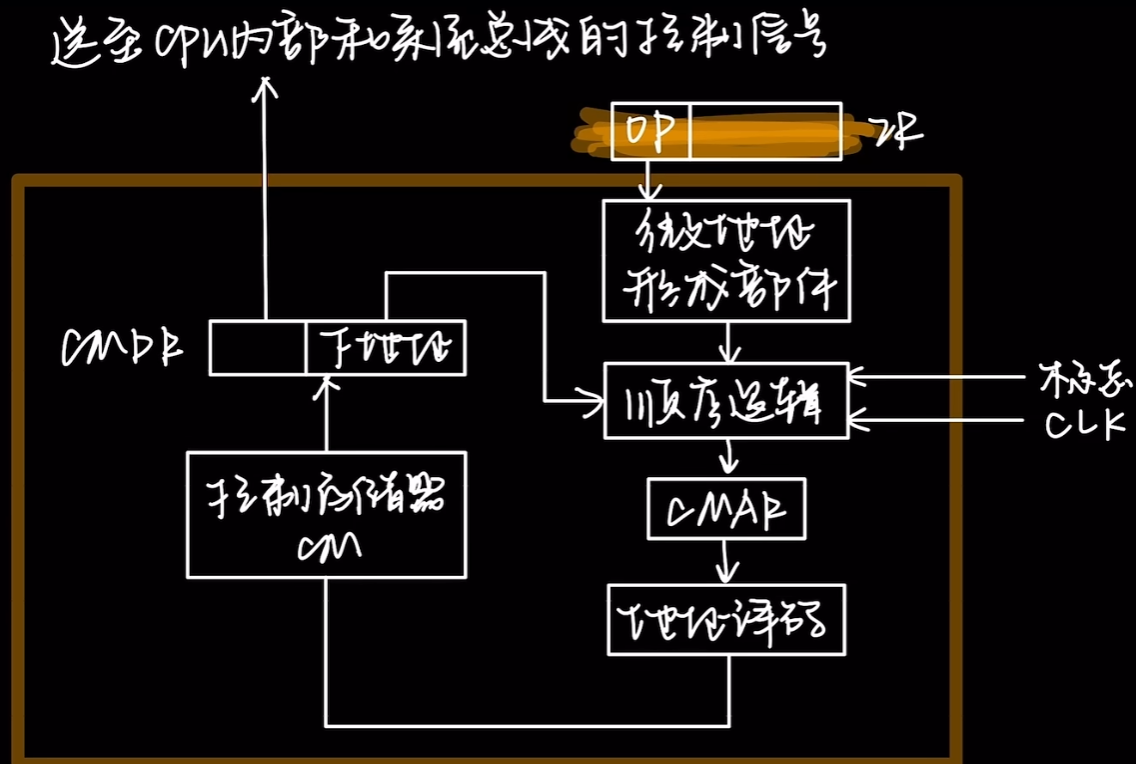 送至CPU内部和系统总线的控制信号
OP
IR
微地址
形成部件
CMDR
下地址
顺序逻辑
标志
CLK
控制存储器
CM
CMAR
地址译码